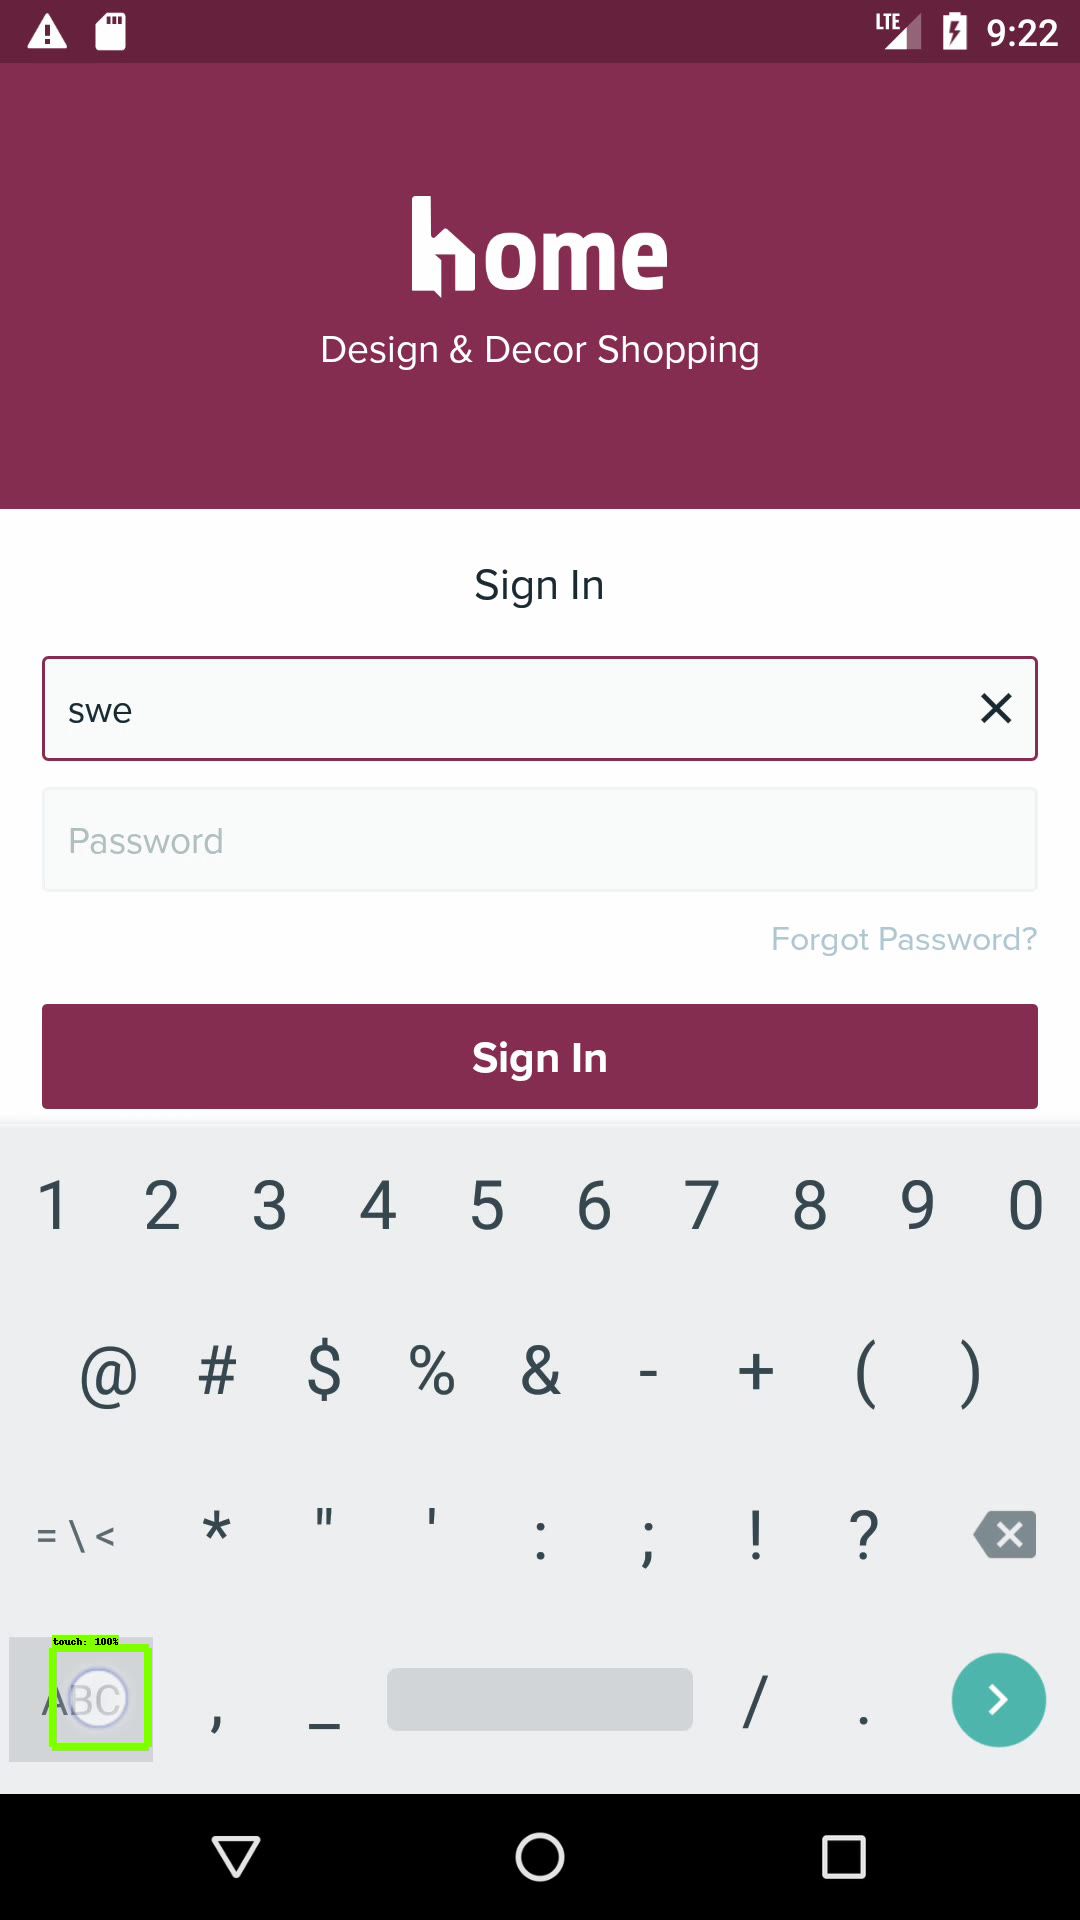 LTE 9:22
home
Design & Decor Shopping
Sign In
swe
Password
Forgot Password?
Sign In
1 2 3 4 5 6 7 8 9 0
@ # $ % & - + ( )
= \ < * " ' : ; ! ?
touch: 100%
ABC , _ / .